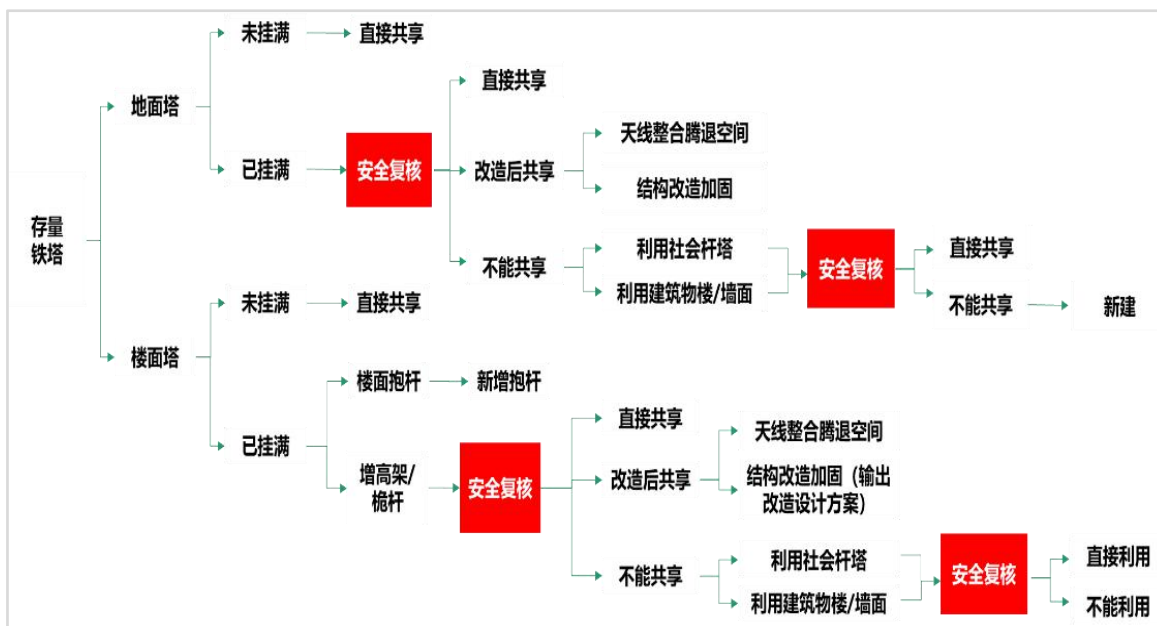 未挂满
直接共享
直接共享
地面塔
天线整合腾退空间
已挂满
安全复核
改造后共享
结构改造加固
存量
铁塔
利用社会杆塔
直接共享
不能共享
安全复核
利用建筑物楼/墙面
不能共享
新建
未挂满
直接共享
楼面塔
楼面抱杆
新增抱杆
直接共享
天线整合腾退空间
已挂满
增高架/
桅杆
安全复核
改造后共享
结构改造加固（输出
改造设计方案）
利用社会杆塔
直接利用
不能共享
安全复核
利用建筑物楼/墙面
不能利用